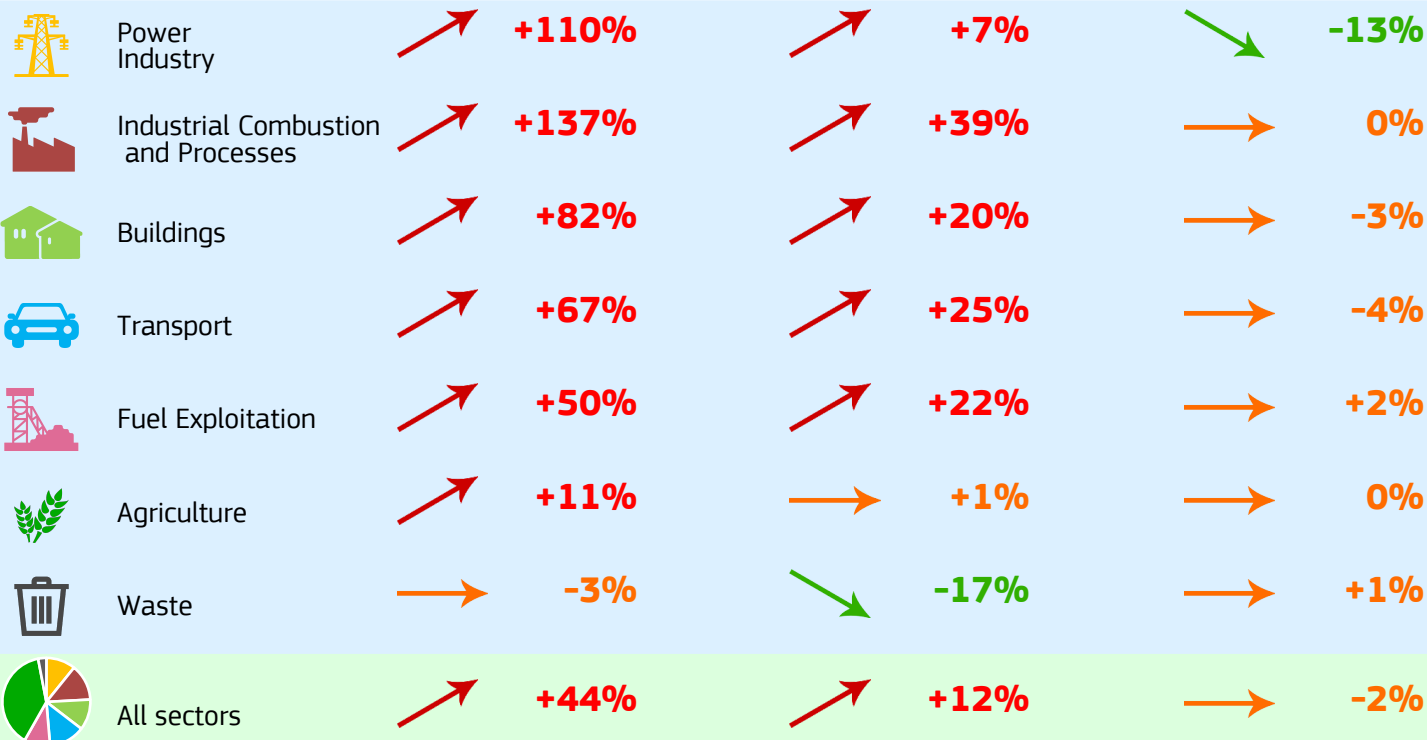 Power
Industry
+110%
+7%
-13%
Industrial Combustion
and Processes
+137%
+39%
0%
Buildings
+82%
+20%
-3%
Transport
+67%
+25%
-4%
Fuel Exploitation
+50%
+22%
+2%
Agriculture
+11%
+1%
0%
Waste
-3%
-17%
+1%
All sectors
+44%
+12%
-2%